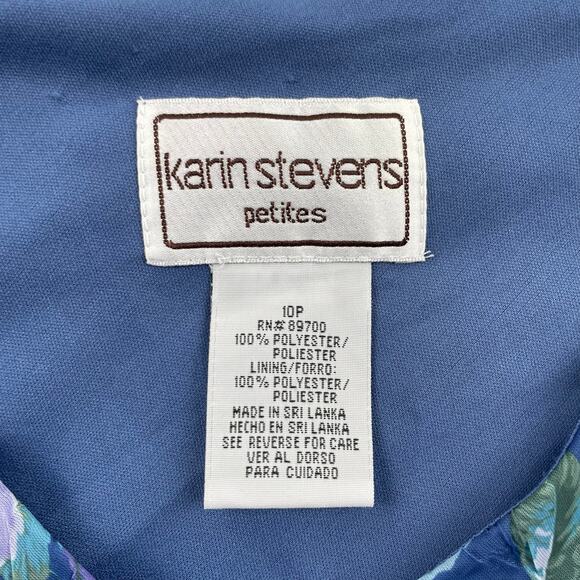 karin stevens
petites
10P
RN# 89700
100% POLYESTER/
POLIESTER
LINING/FORRO:
100% POLYESTER/
POLIESTER
MADE IN SRI LANKA
HECHO EN SRI LANKA
SEE REVERSE FOR CARE
VER AL DORSO
PARA CUIDADO